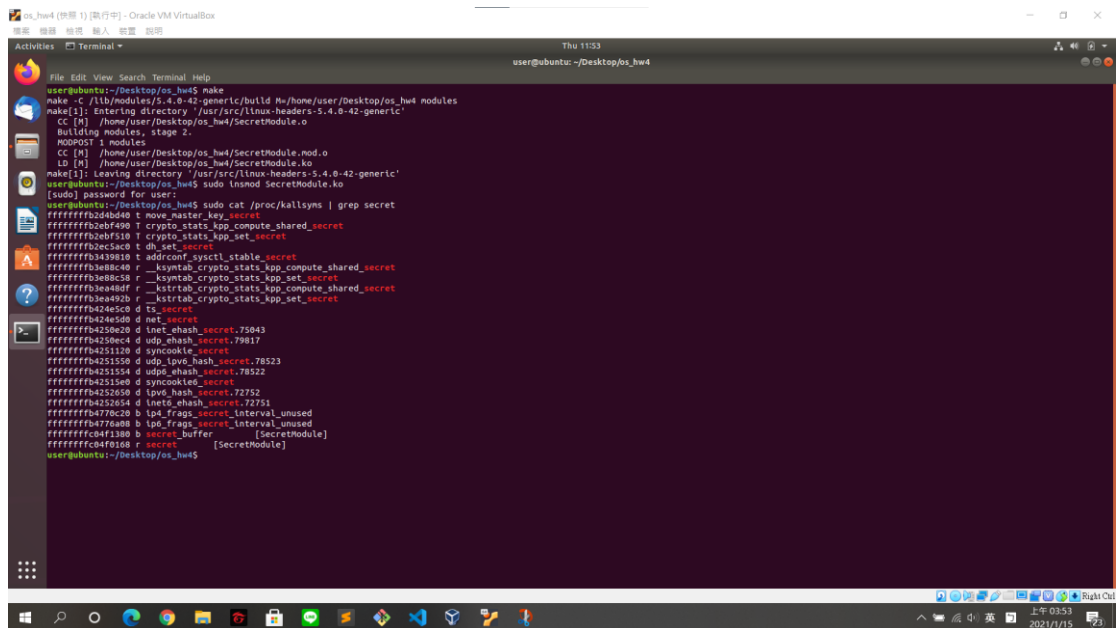 os_hw4 (快照 1) [執行中] - Oracle VM VirtualBox
檔案 機器 檢視 輸入 裝置 說明
Activities Terminal Thu 11:53
user@ubuntu: ~/Desktop/os_hw4
File Edit View Search Terminal Help
user@ubuntu:~/Desktop/os_hw4$ make
make -C /lib/modules/5.4.0-42-generic/build M=/home/user/Desktop/os_hw4 modules
make[1]: Entering directory '/usr/src/linux-headers-5.4.0-42-generic'
CC [M] /home/user/Desktop/os_hw4/SecretModule.o
Building modules, stage 2.
MODPOST 1 modules
CC [M] /home/user/Desktop/os_hw4/SecretModule.mod.o
LD [M] /home/user/Desktop/os_hw4/SecretModule.ko
make[1]: Leaving directory '/usr/src/linux-headers-5.4.0-42-generic'
user@ubuntu:~/Desktop/os_hw4$ sudo insmod SecretModule.ko
[sudo] password for user:
user@ubuntu:~/Desktop/os_hw4$ sudo cat /proc/kallsyms | grep secret
ffffffffb2d4bd40 t move_master_key_secret
ffffffffb2ebf490 T crypto_stats_kpp_compute_shared_secret
ffffffffb2ebf510 T crypto_stats_kpp_set_secret
ffffffffb2ec5ac0 t dh_set_secret
ffffffffb3439810 t addrconf_sysctl_stable_secret
ffffffffb3e88c40 r __ksymtab_crypto_stats_kpp_compute_shared_secret
ffffffffb3e88c58 r __ksymtab_crypto_stats_kpp_set_secret
ffffffffb3ea48df r __kstrtab_crypto_stats_kpp_compute_shared_secret
ffffffffb3ea492b r __kstrtab_crypto_stats_kpp_set_secret
ffffffffb424e5c0 d ts_secret
ffffffffb424e5d0 d net_secret
ffffffffb4250e20 d inet_ehash_secret.75043
ffffffffb4250ec4 d udp_ehash_secret.79817
ffffffffb4251120 d syncookie_secret
ffffffffb4251550 d udp_ipv6_hash_secret.78523
ffffffffb4251554 d udp6_ehash_secret.78522
ffffffffb42515e0 d syncookie6_secret
ffffffffb4252650 d ipv6_hash_secret.72752
ffffffffb4252654 d inet6_ehash_secret.72751
ffffffffb4770c20 b ip4_frags_secret_interval_unused
ffffffffb4776a08 b ip6_frags_secret_interval_unused
ffffffffc04f1380 b secret_buffer [SecretModule]
ffffffffc04f0168 r secret [SecretModule]
user@ubuntu:~/Desktop/os_hw4$
Right Ctrl
英 上午 03:53
2021/1/15 23